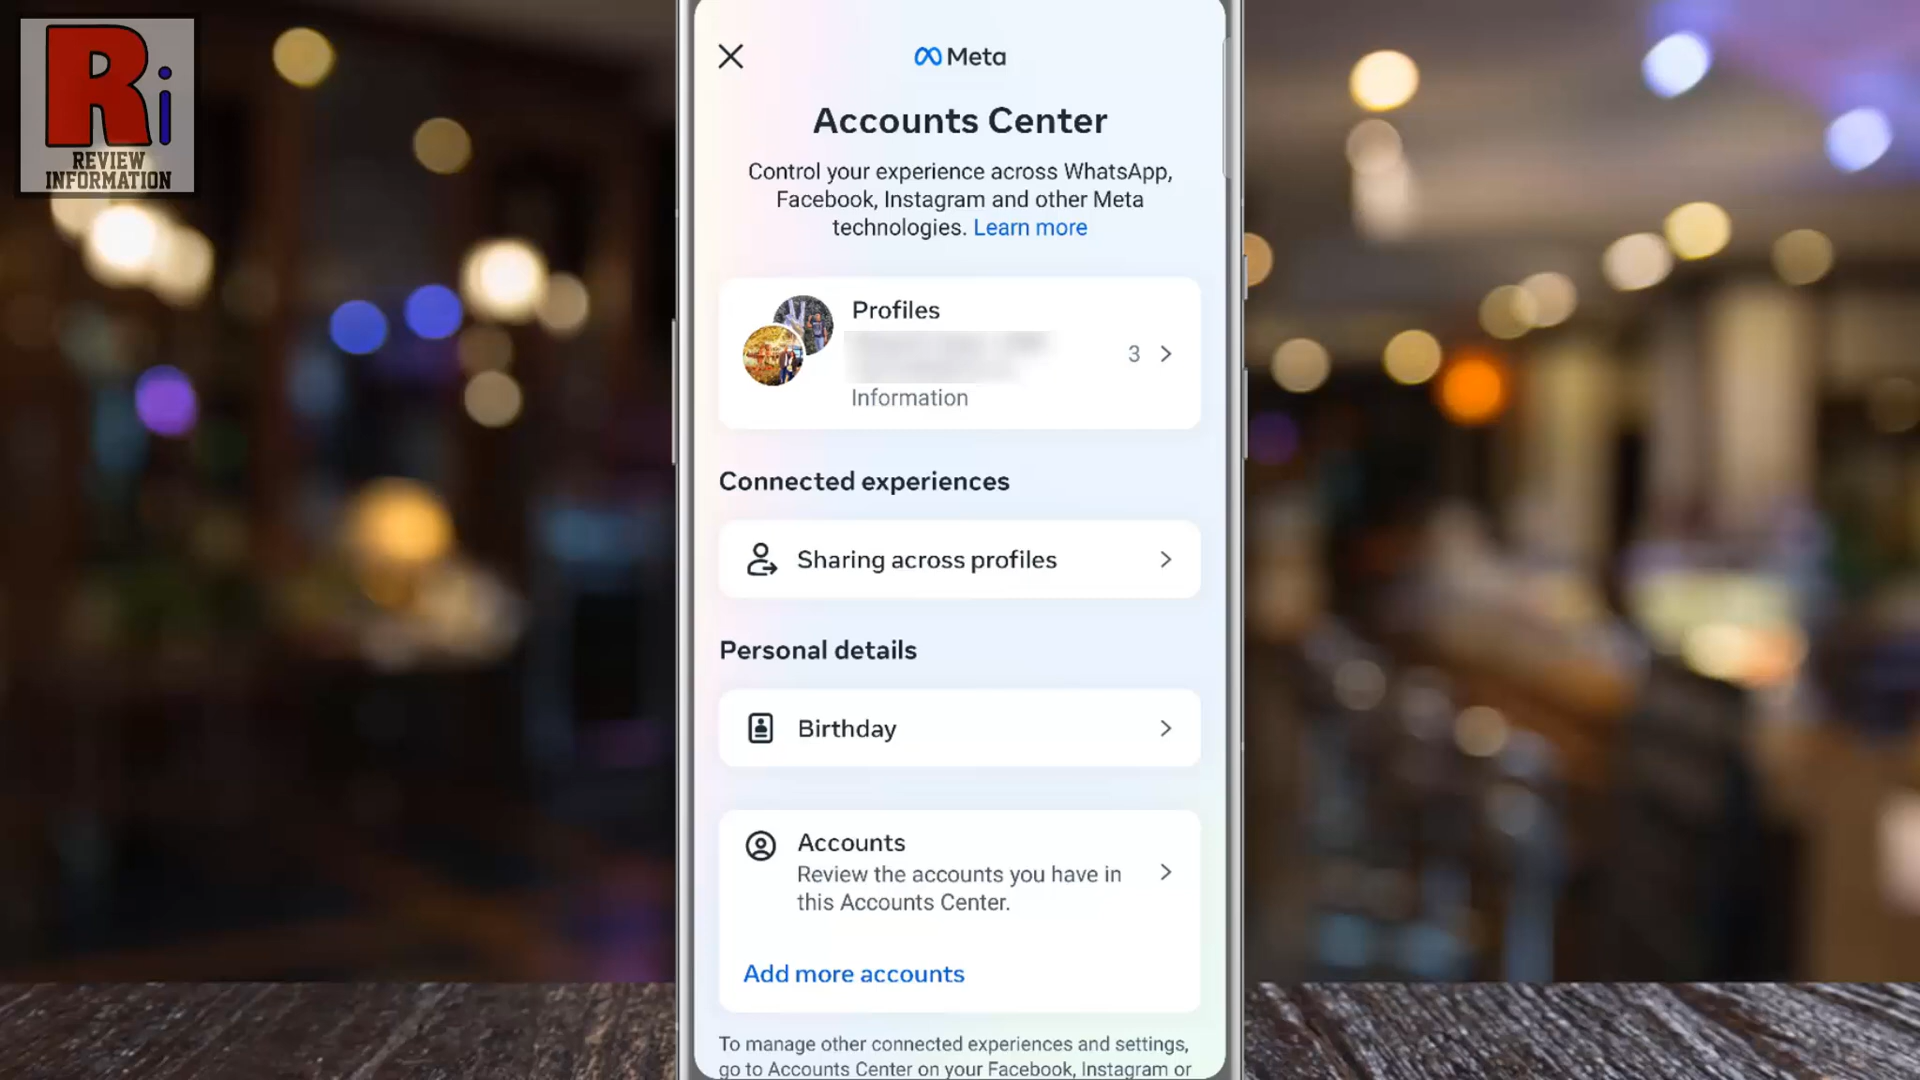 Ri
REVIEW
INFORMATION
Meta
Accounts Center
Control your experience across WhatsApp,
Facebook, Instagram and other Meta
technologies. Learn more
Profiles
3
Information
Connected experiences
Sharing across profiles
Personal details
Birthday
Accounts
Review the accounts you have in
this Accounts Center.
Add more accounts
To manage other connected experiences and settings,
go to Accounts Center on your Facebook, Instagram or